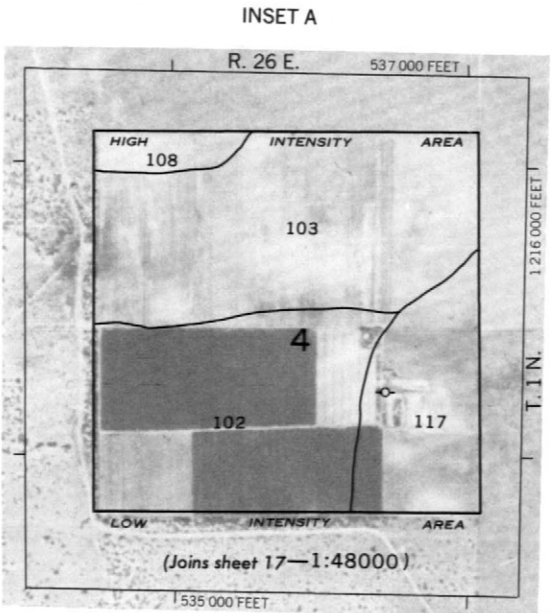 INSET A
R. 26 E.
537 000 FEET
HIGH INTENSITY AREA
108
1 216 000 FEET
103
4
T. 1 N.
102
117
LOW INTENSITY AREA
(Joins sheet 17—1:48000)
535 000 FEET